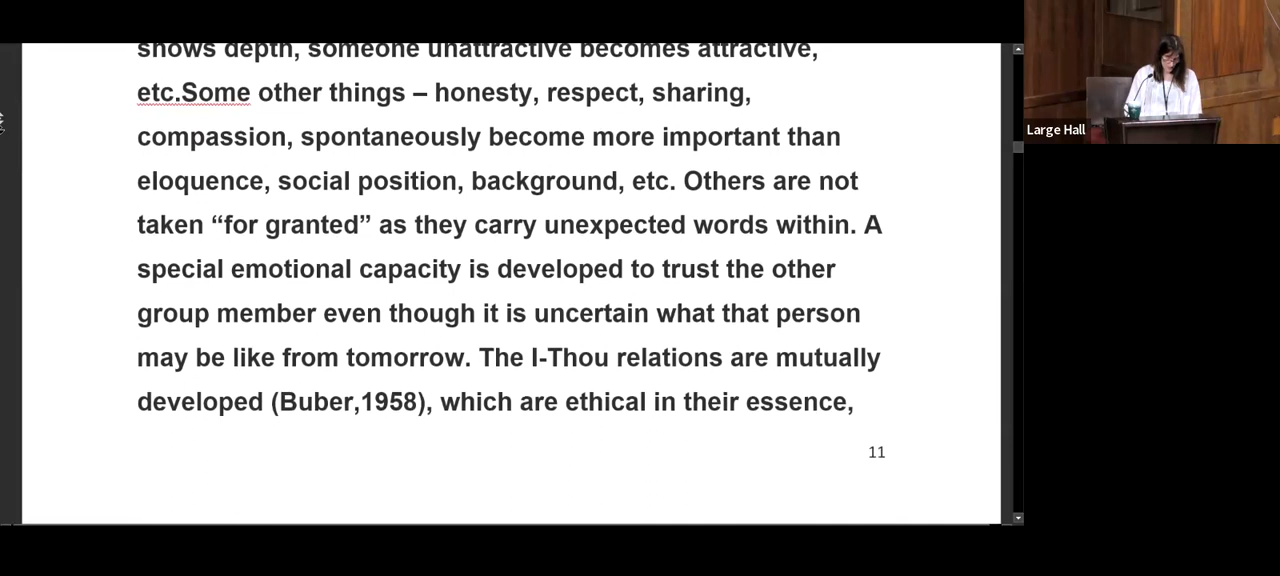 shows depth, someone unattractive becomes attractive,
etc.Some other things – honesty, respect, sharing,
compassion, spontaneously become more important than
eloquence, social position, background, etc. Others are not
taken “for granted” as they carry unexpected words within. A
special emotional capacity is developed to trust the other
group member even though it is uncertain what that person
may be like from tomorrow. The I-Thou relations are mutually
developed (Buber,1958), which are ethical in their essence,
11
Large Hall